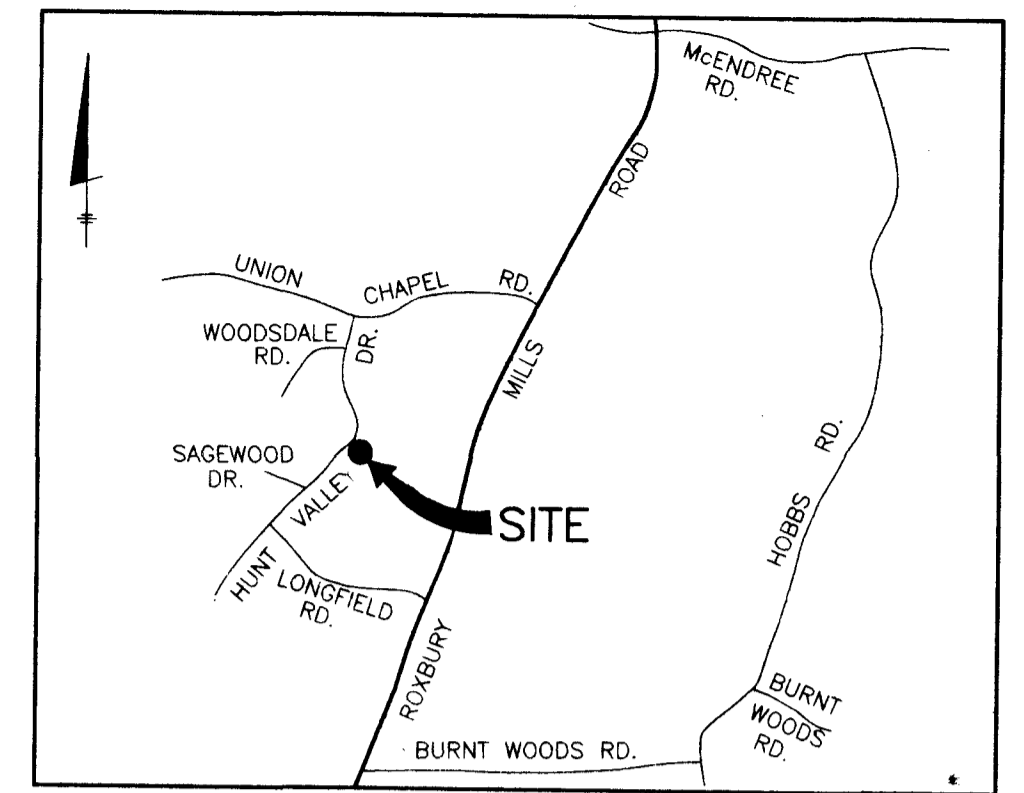 McENDREE
RD.
ROAD
UNION
CHAPEL
RD.
WOODSDALE
RD.
DR.
MILLS
SAGEWOOD
DR.
VALLEY
SITE
HUNT
LONGFIELD
RD.
HOBBS
RD.
ROXBURY
BURNT
WOODS
RD.
BURNT WOODS RD.